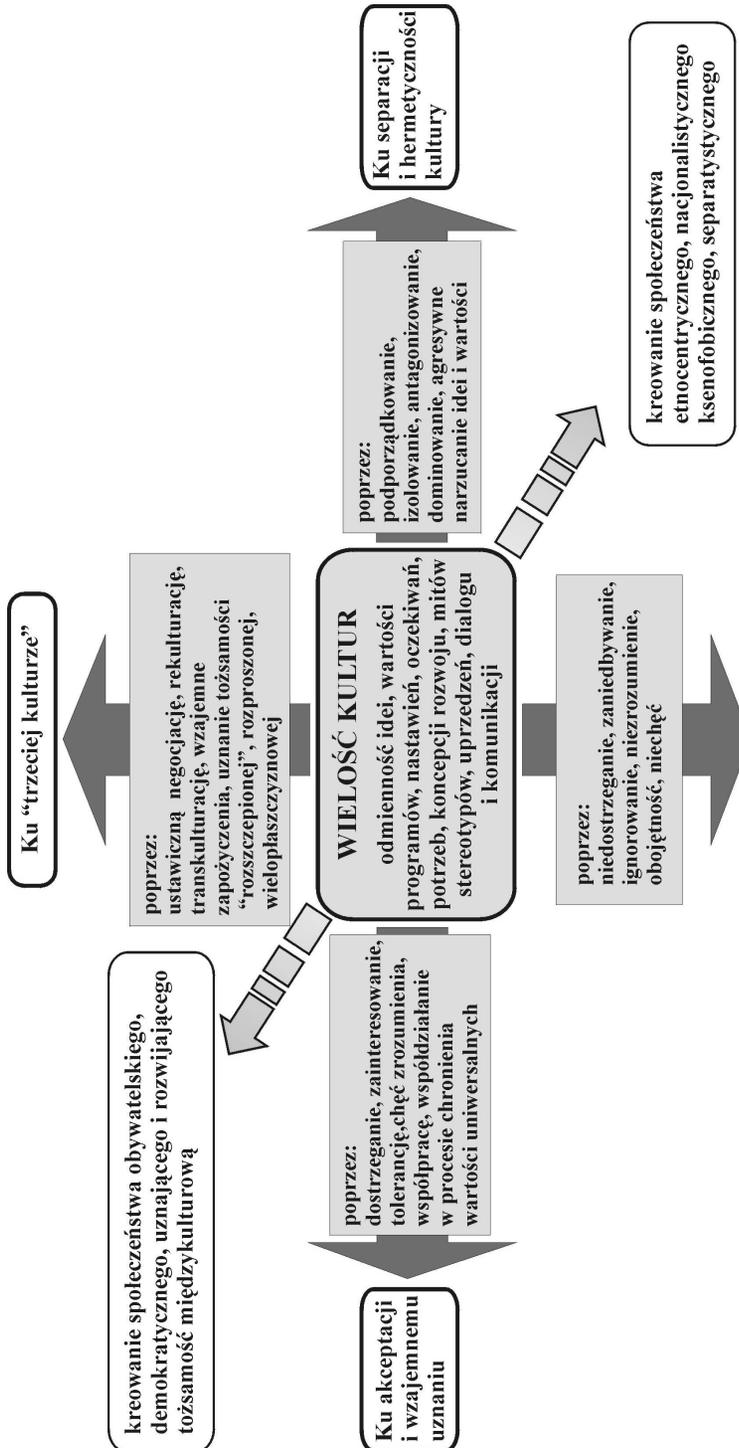 Ku “trzeciej kulturze”
kreowanie społeczeństwa obywatelskiego,
demokratycznego, uznającego i rozwijającego
tożsamość międzykulturową
poprzez:
ustawiczną negocjację, rekulturację,
transkulturację, wzajemne
zapożyczenia, uznanie tożsamości
“rozszczepionej”, rozproszonej,
wielopłaszczyznowej
Ku akceptacji
i wzajemnemu
uznaniu
poprzez:
dostrzeganie, zainteresowanie,
tolerancję,chęć zrozumienia,
współpracę, współdziałanie
w procesie chronienia
wartości uniwersalnych
WIELOŚĆ KULTUR
odmienność idei, wartości
programów, nastawień, oczekiwań,
potrzeb, koncepcji rozwoju, mitów
stereotypów, uprzedzeń, dialogu
i komunikacji
poprzez:
podporządkowanie,
izolowanie, antagonizowanie,
dominowanie, agresywne
narzucanie idei i wartości
Ku separacji
i hermetyczności
kultury
poprzez:
niedostrzeganie, zaniedbywanie,
ignorowanie, niezrozumienie,
obojętność, niechęć
kreowanie społeczeństwa
etnocentrycznego, nacjonalistycznego
ksenofobicznego, separatystycznego